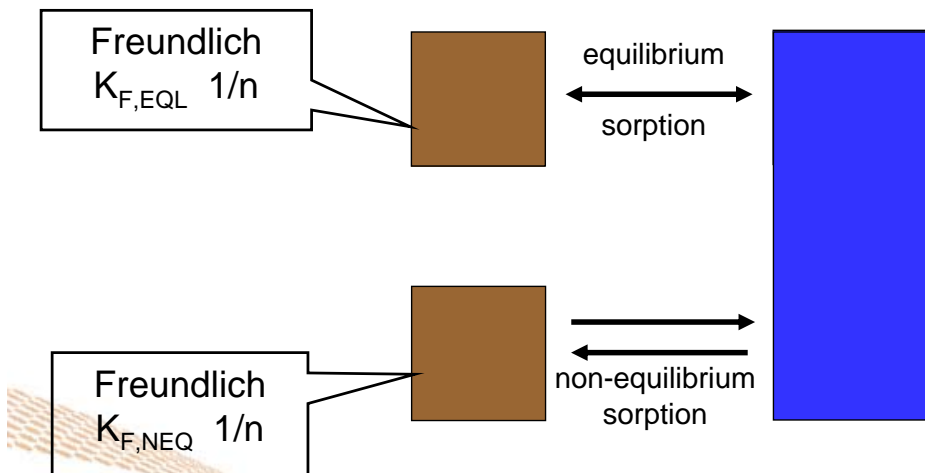 Freundlich
K_F,EQL 1/n
equilibrium
sorption
Freundlich
K_F,NEQ 1/n
non-equilibrium
sorption